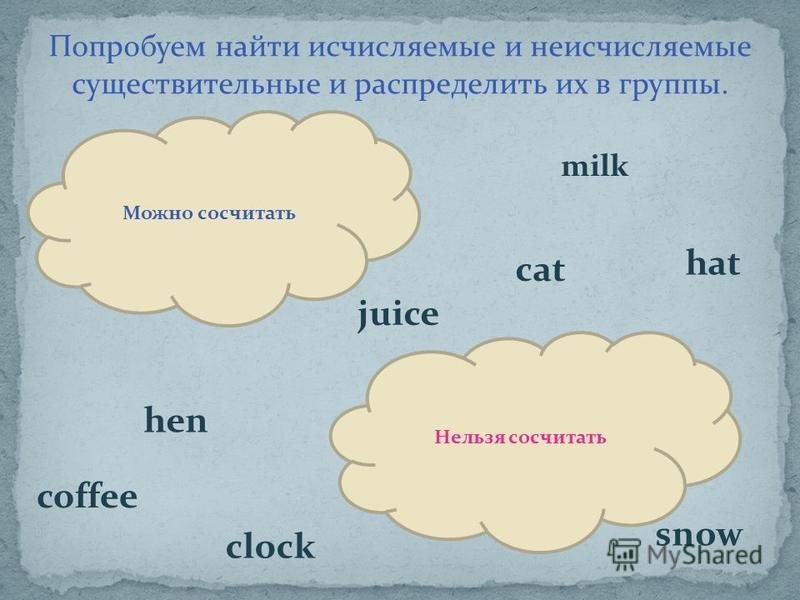 Попробуем найти исчисляемые и неисчисляемые
существительные и распределить их в группы.
milk
Можно сосчитать
hat
cat
juice
hen
Нельзя сосчитать
coffee
snow
clock
MyShared